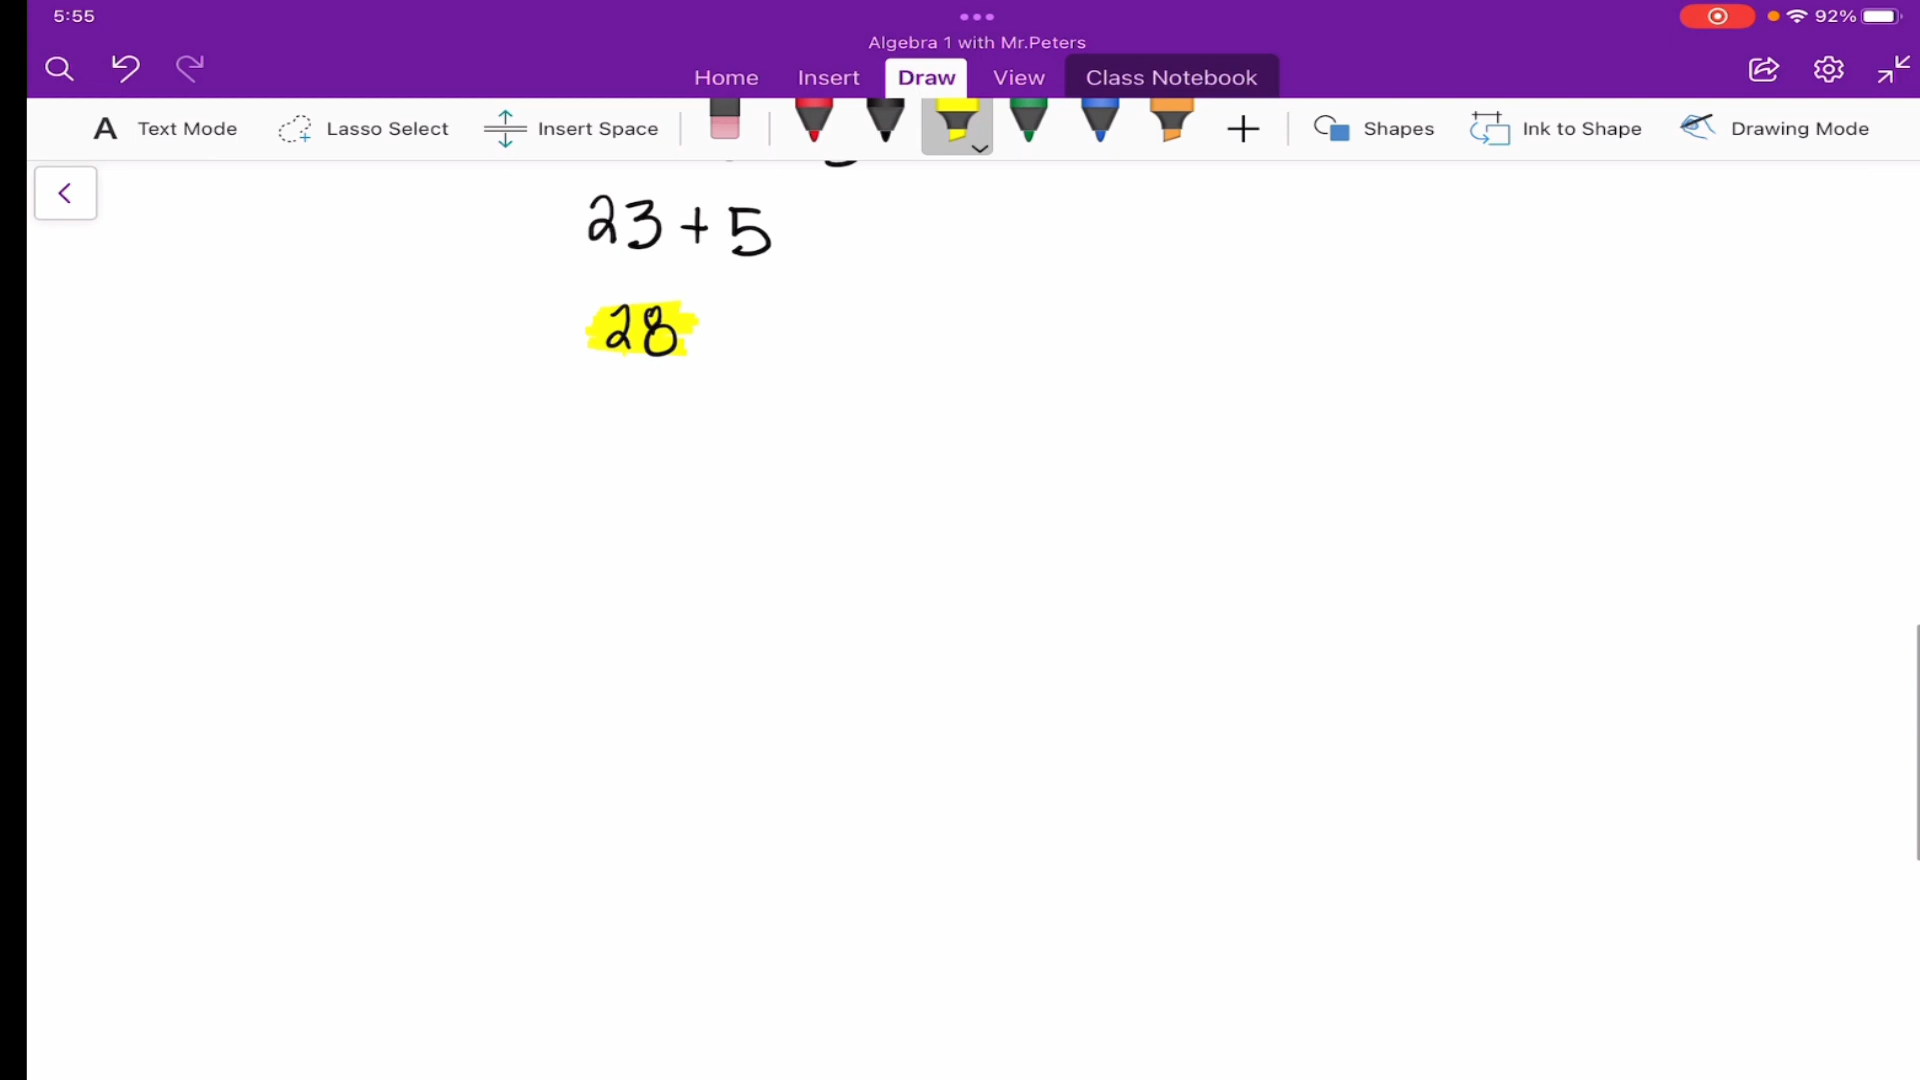 5:55
92%
Algebra 1 with Mr.Peters
Home Insert Draw View Class Notebook
A Text Mode Lasso Select Insert Space Shapes Ink to Shape Drawing Mode
23 + 5
28